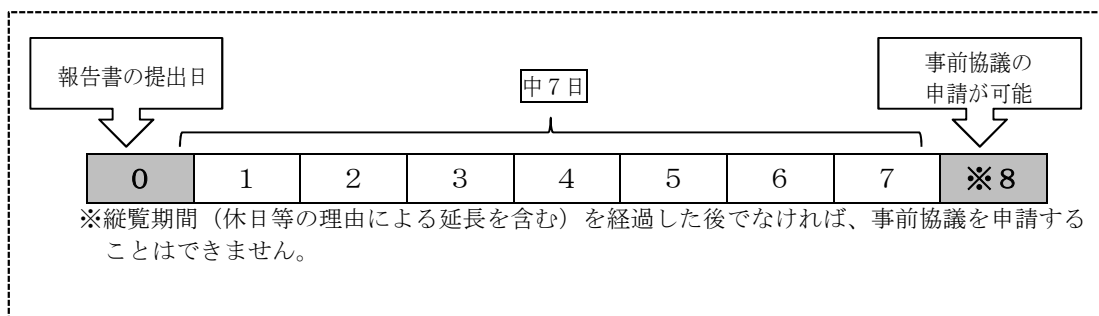 報告書の提出日
事前協議の
申請が可能
中7日
0 1 2 3 4 5 6 7 ※8
※縦覧期間(休日等の理由による延長を含む)を経過した後でなければ、事前協議を申請する
ことはできません。